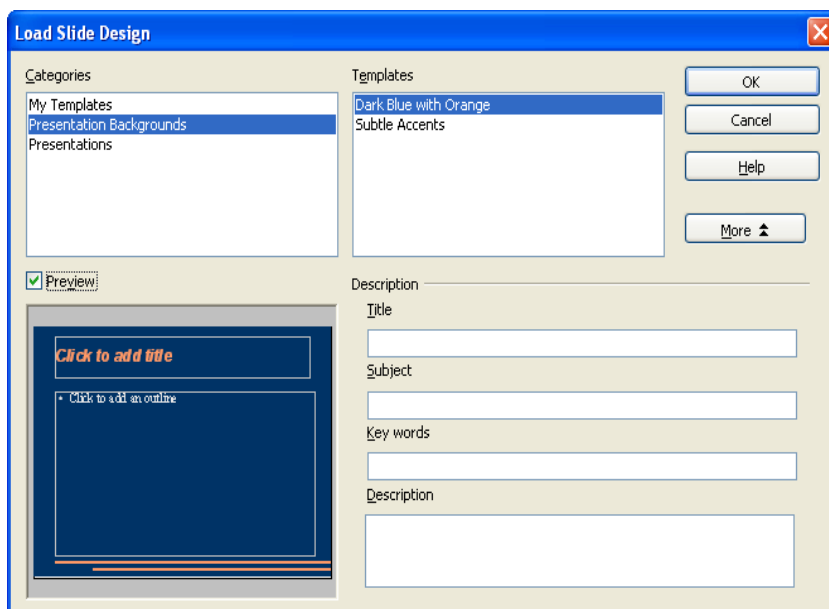 Load Slide Design
Categories
My Templates
Presentation Backgrounds
Presentations
Templates
Dark Blue with Orange
Subtle Accents
OK
Cancel
Help
More
Preview
Click to add title
• Click to add an outline
Description
Title
Subject
Key words
Description